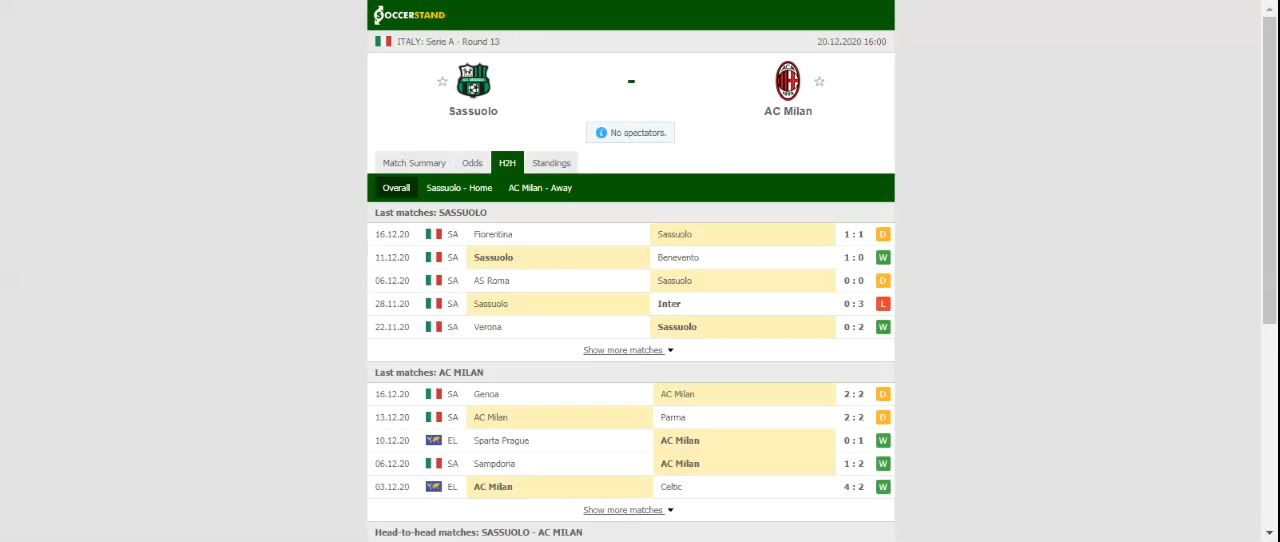 SOCCERSTAND
ITALY: Serie A - Round 13 20.12.2020 16:00
Sassuolo - AC Milan
No spectators.
Match Summary Odds H2H Standings
Overall Sassuolo - Home AC Milan - Away
Last matches: SASSUOLO
16.12.20 SA Fiorentina Sassuolo 1 : 1 D
11.12.20 SA Sassuolo Benevento 1 : 0 W
06.12.20 SA AS Roma Sassuolo 0 : 0 D
28.11.20 SA Sassuolo Inter 0 : 3 L
22.11.20 SA Verona Sassuolo 0 : 2 W
Show more matches
Last matches: AC MILAN
16.12.20 SA Genoa AC Milan 2 : 2 D
13.12.20 SA AC Milan Parma 2 : 2 D
10.12.20 EL Sparta Prague AC Milan 0 : 1 W
06.12.20 SA Sampdoria AC Milan 1 : 2 W
03.12.20 EL AC Milan Celtic 4 : 2 W
Show more matches
Head-to-head matches: SASSUOLO - AC MILAN